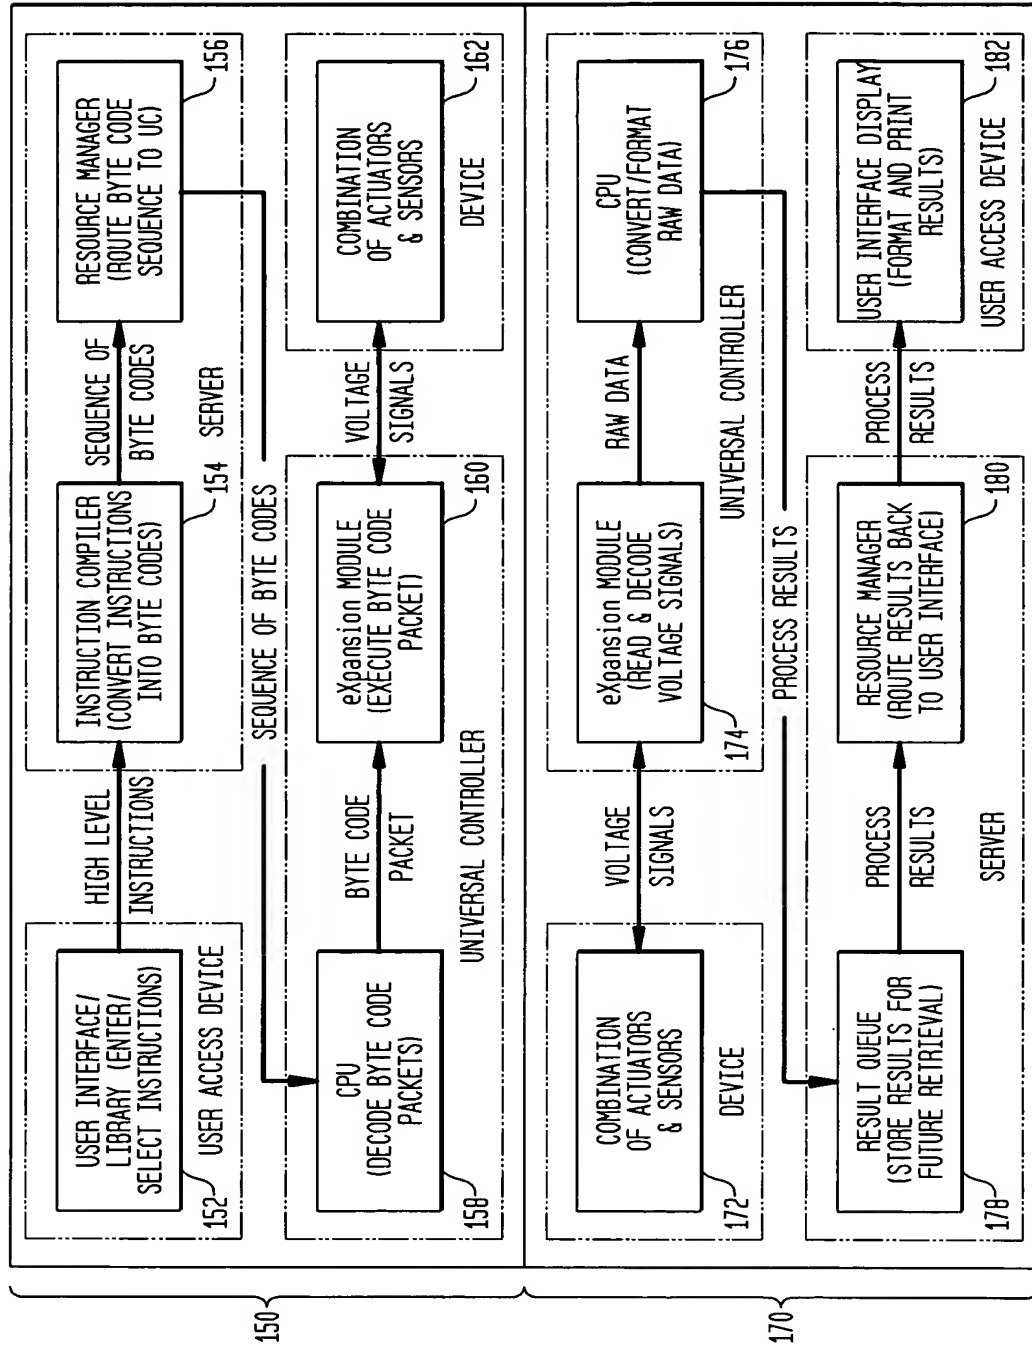 150
USER INTERFACE/
LIBRARY (ENTER/
SELECT INSTRUCTIONS)
152
USER ACCESS DEVICE
HIGH LEVEL
INSTRUCTIONS
INSTRUCTION COMPILER
(CONVERT INSTRUCTIONS
INTO BYTE CODES)
154
SERVER
SEQUENCE OF
BYTE CODES
RESOURCE MANAGER
(ROUTE BYTE CODE
SEQUENCE TO UC)
156
SEQUENCE OF BYTE CODES
CPU
(DECODE BYTE CODE
PACKETS)
158
BYTE CODE
PACKET
UNIVERSAL CONTROLLER
eXpansion MODULE
(EXECUTE BYTE CODE
PACKET)
160
VOLTAGE
SIGNALS
COMBINATION
OF ACTUATORS
& SENSORS
162
DEVICE
170
COMBINATION
OF ACTUATORS
& SENSORS
172
DEVICE
VOLTAGE
SIGNALS
eXpansion MODULE
(READ & DECODE
VOLTAGE SIGNALS)
174
RAW DATA
UNIVERSAL CONTROLLER
CPU
(CONVERT/FORMAT
RAW DATA)
176
PROCESS RESULTS
RESULT QUEUE
(STORE RESULTS FOR
FUTURE RETRIEVAL)
178
PROCESS
RESULTS
SERVER
RESOURCE MANAGER
(ROUTE RESULTS BACK
TO USER INTERFACE)
180
PROCESS
RESULTS
USER INTERFACE DISPLAY
(FORMAT AND PRINT
RESULTS)
182
USER ACCESS DEVICE